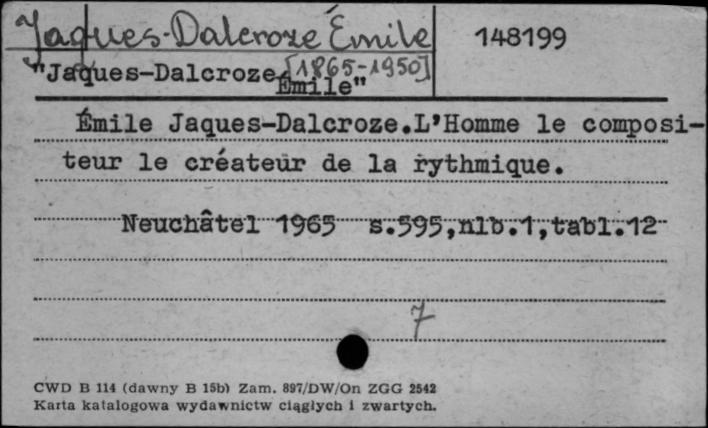 Jaques-Dalcroze Émile 148199
[1865-1950]
"Jaques-Dalcroze
Émile"
Émile Jaques-Dalcroze.L'Homme le composi-
teur le créateur de la rythmique.
Neuchâtel 1965 s.595,nlb.1,tabl.12
7
CWD B 114 (dawny B 15b) Zam. 897/DW/On ZGG 2542
Karta katalogowa wydawnictw ciągłych i zwartych.